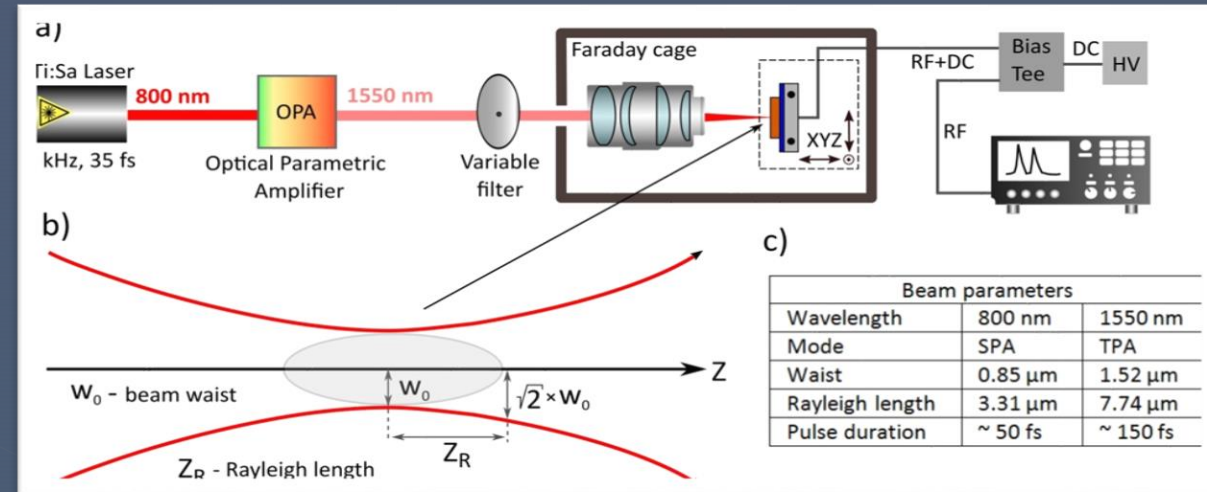 a)
Ti:Sa Laser
800 nm
kHz, 35 fs
OPA
Optical Parametric
Amplifier
1550 nm
Variable
filter
Faraday cage
XYZ
RF+DC
Bias
Tee
DC
HV
RF
b)
W₀ - beam waist
W₀
√2×W₀
Z
Z_R
Z_R - Rayleigh length
c)
Beam parameters
Wavelength 800 nm 1550 nm
Mode SPA TPA
Waist 0.85 µm 1.52 µm
Rayleigh length 3.31 µm 7.74 µm
Pulse duration ~ 50 fs ~ 150 fs